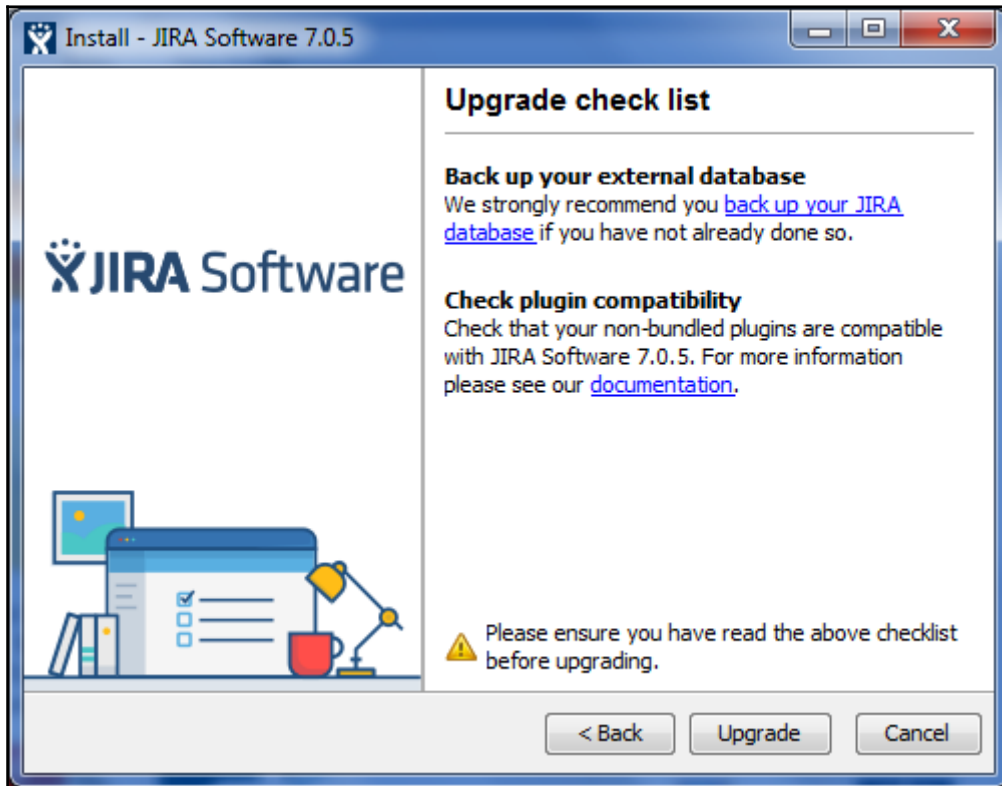 Install - JIRA Software 7.0.5
Upgrade check list
Back up your external database
We strongly recommend you back up your JIRA
database if you have not already done so.
JIRA Software
Check plugin compatibility
Check that your non-bundled plugins are compatible
with JIRA Software 7.0.5. For more information
please see our documentation.
Please ensure you have read the above checklist
before upgrading.
< Back
Upgrade
Cancel